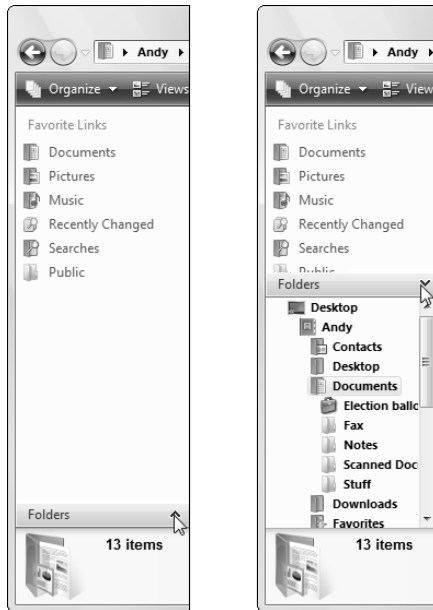 Andy
Organize Views
Favorite Links
Documents
Pictures
Music
Recently Changed
Searches
Public
Folders
13 items
Andy
Organize View
Favorite Links
Documents
Pictures
Music
Recently Changed
Searches
Public
Folders
Desktop
Andy
Contacts
Desktop
Documents
Election ballo
Fax
Notes
Scanned Doc
Stuff
Downloads
Favorites
13 items